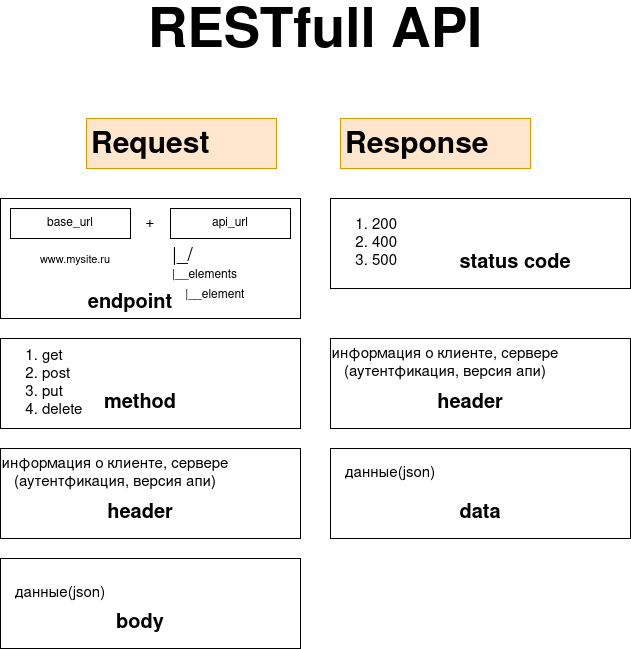 RESTfull API
Request
Response
base_url + api_url
www.mysite.ru
|_/
|__elements
|__element
endpoint
1. 200
2. 400
3. 500
status code
1. get
2. post
3. put
4. delete
method
информация о клиенте, сервере
(аутентфикация, версия апи)
header
информация о клиенте, сервере
(аутентфикация, версия апи)
header
данные(json)
data
данные(json)
body